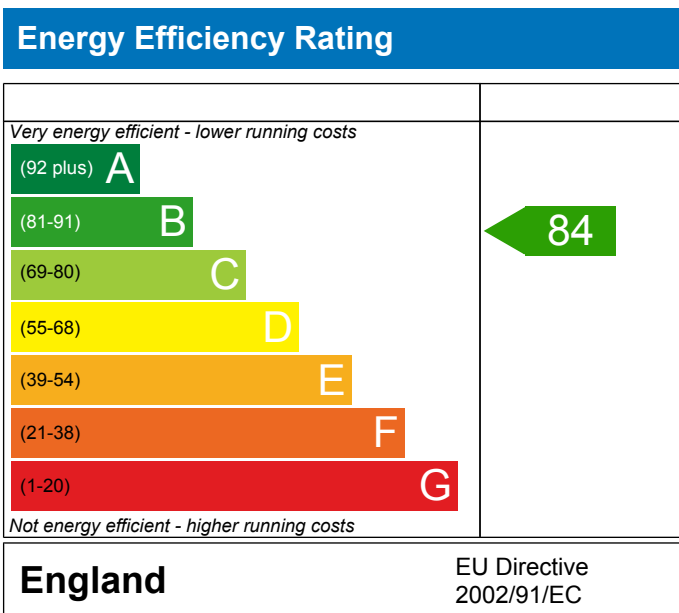 Energy Efficiency Rating
Very energy efficient - lower running costs
(92 plus) A
(81-91) B
84
(69-80) C
(55-68) D
(39-54) E
(21-38) F
(1-20) G
Not energy efficient - higher running costs
England
EU Directive
2002/91/EC